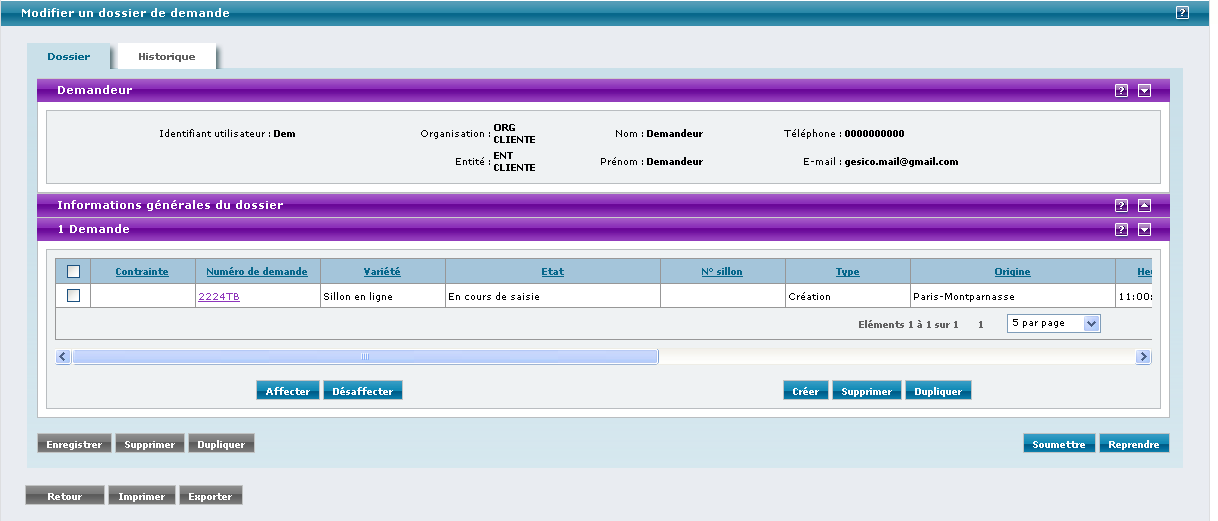 Modifier un dossier de demande ?
Dossier Historique
Demandeur ?
Identifiant utilisateur : Dem Organisation : ORG CLIENTE Nom : Demandeur Téléphone : 0000000000
Entité : ENT CLIENTE Prénom : Demandeur E-mail : gesico.mail@gmail.com
Informations générales du dossier ?
1 Demande ?
Contrainte Numéro de demande Variété Etat N° sillon Type Origine Heu
2224TB Sillon en ligne En cours de saisie Création Paris-Montparnasse 11:00:
Eléments 1 à 1 sur 1 1 5 par page
Affecter Désaffecter Créer Supprimer Dupliquer
Enregistrer Supprimer Dupliquer Soumettre Reprendre
Retour Imprimer Exporter